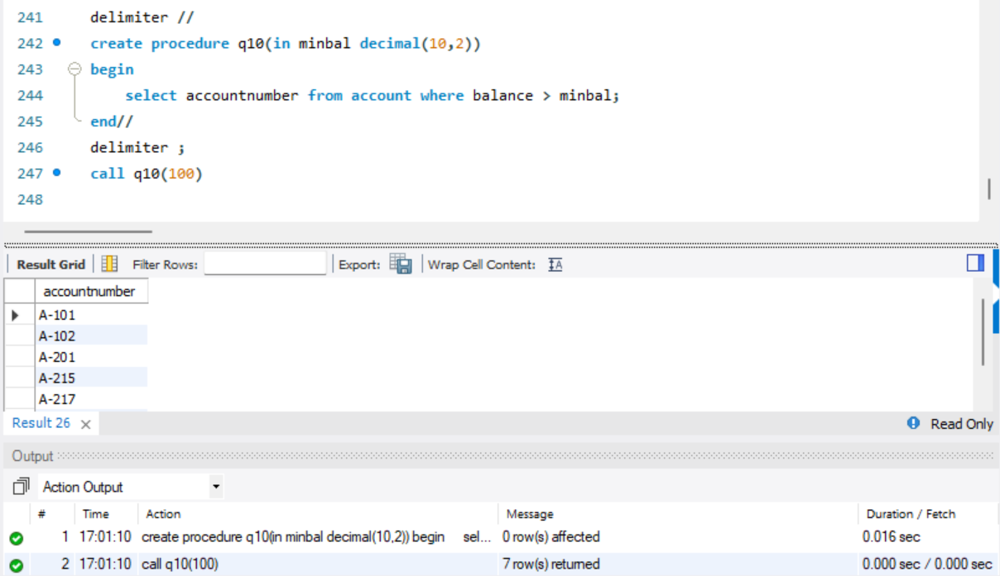 241 delimiter //
242 create procedure q10(in minbal decimal(10,2))
243 begin
244 select accountnumber from account where balance > minbal;
245 end//
246 delimiter ;
247 call q10(100)
248
Result Grid Filter Rows: Export: Wrap Cell Content: IA
accountnumber
A-101
A-102
A-201
A-215
A-217
Result 26 Read Only
Output
Action Output
# Time Action Message Duration / Fetch
1 17:01:10 create procedure q10(in minbal decimal(10,2)) begin sel... 0 row(s) affected 0.016 sec
2 17:01:10 call q10(100) 7 row(s) returned 0.000 sec / 0.000 sec